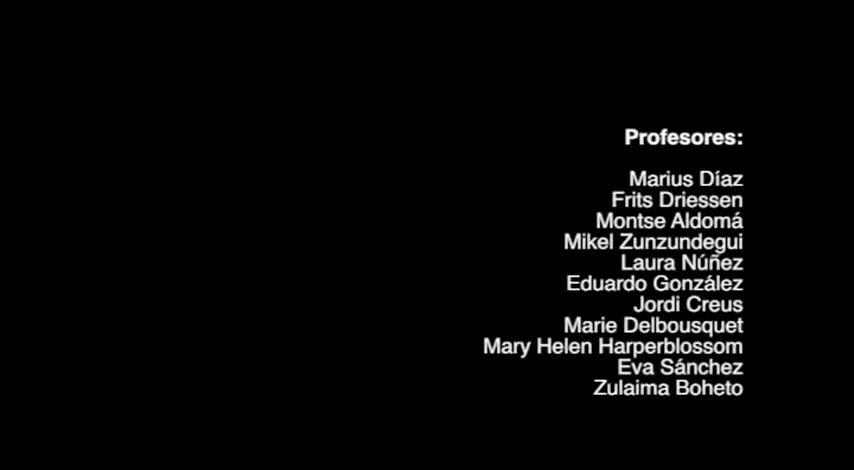 Profesores:
Marius Díaz
Frits Driessen
Montse Aldomá
Mikel Zunzundegui
Laura Núñez
Eduardo González
Jordi Creus
Marie Delbousquet
Mary Helen Harperblossom
Eva Sánchez
Zulaima Boheto